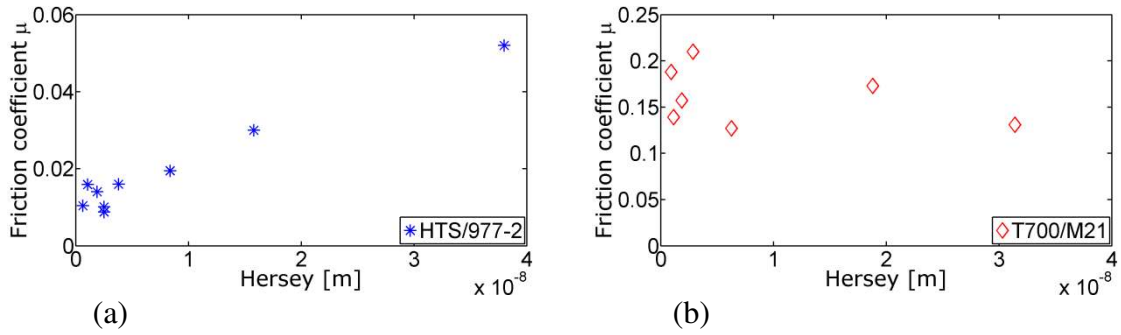 Friction coefficient μ
0.06
0.04
0.02
0
0
1
2
3
4
x 10⁻⁸
Hersey [m]
HTS/977-2
(a)
Friction coefficient μ
0.25
0.2
0.15
0.1
0.05
0
0
1
2
3
4
x 10⁻⁸
Hersey [m]
T700/M21
(b)